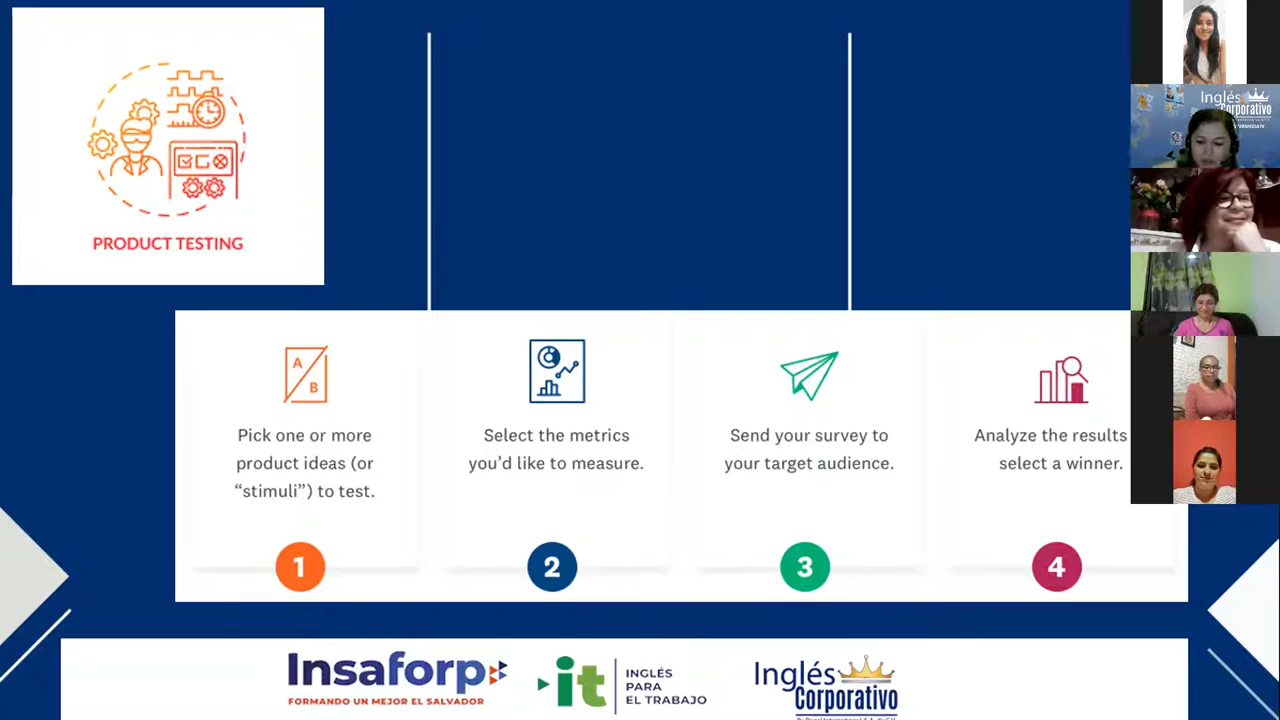 PRODUCT TESTING
A
B
Pick one or more
product ideas (or
“stimuli”) to test.
1
Select the metrics
you’d like to measure.
2
Send your survey to
your target audience.
3
Analyze the results
select a winner.
4
Inglés
Corporativo
Insaforp
FORMANDO UN MEJOR EL SALVADOR
it
INGLÉS
PARA
EL TRABAJO
Inglés
Corporativo